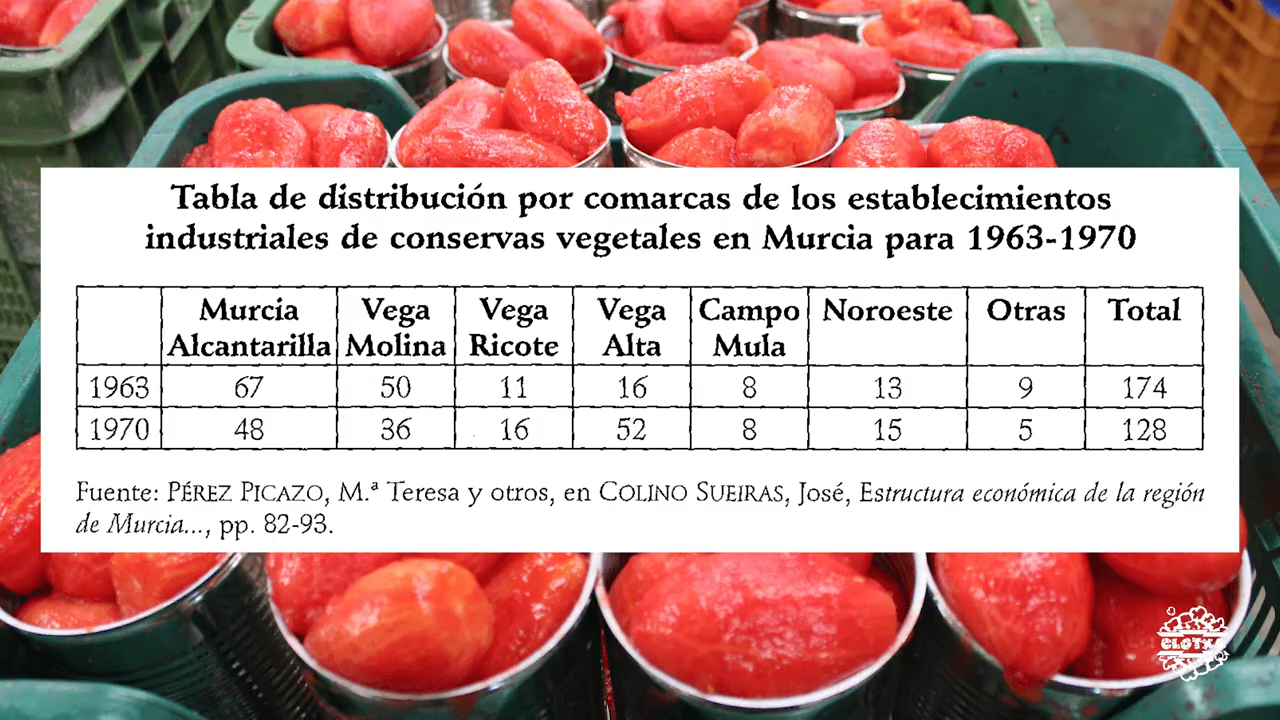 Tabla de distribución por comarcas de los establecimientos
industriales de conservas vegetales en Murcia para 1963-1970
Murcia Alcantarilla Vega Molina Vega Ricote Vega Alta Campo Mula Noroeste Otras Total
1963 67 50 11 16 8 13 9 174
1970 48 36 16 52 8 15 5 128
Fuente: PÉREZ PICAZO, M.ª Teresa y otros, en COLINO SUEIRAS, José, Estructura económica de la región
de Murcia..., pp. 82-93.